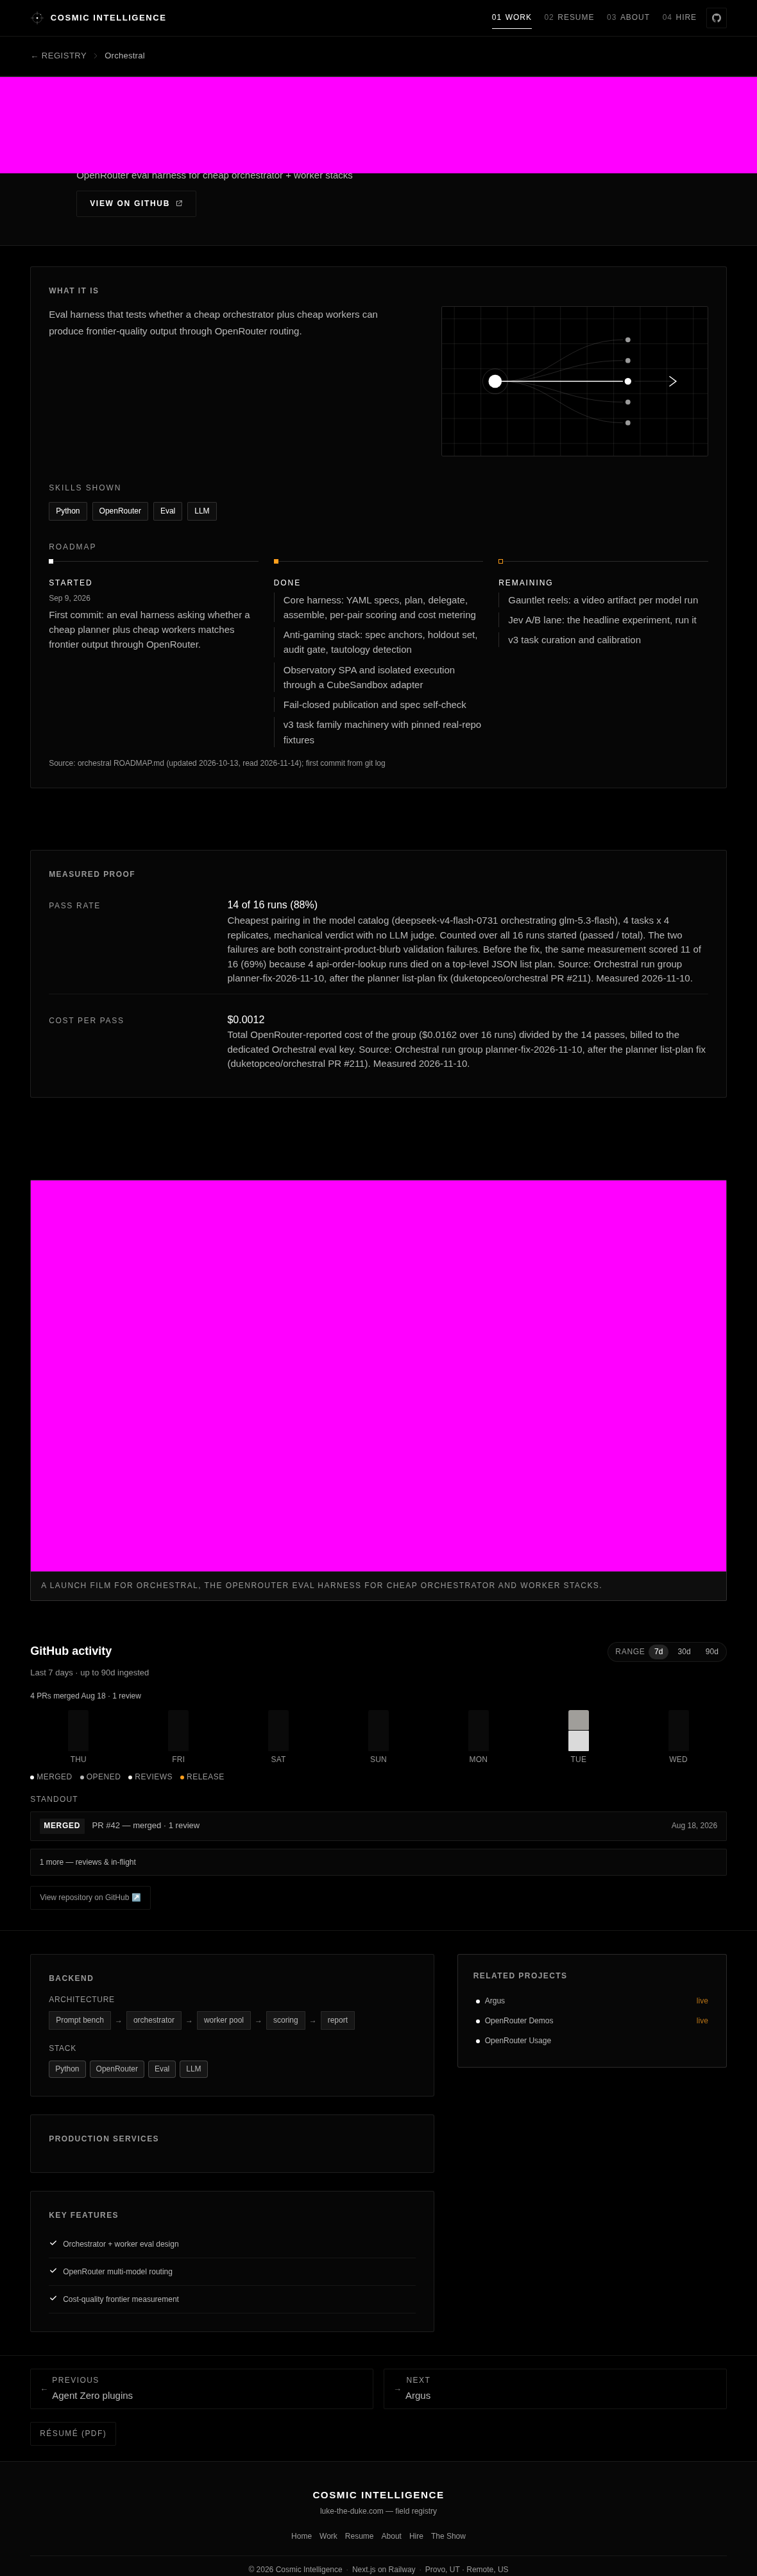 COSMIC INTELLIGENCE
01 WORK
02 RESUME
03 ABOUT
04 HIRE
← REGISTRY
Orchestral
OpenRouter eval harness for cheap orchestrator + worker stacks
VIEW ON GITHUB
WHAT IT IS
Eval harness that tests whether a cheap orchestrator plus cheap workers can
produce frontier-quality output through OpenRouter routing.
SKILLS SHOWN
Python
OpenRouter
Eval
LLM
ROADMAP
STARTED
Sep 9, 2026
First commit: an eval harness asking whether a
cheap planner plus cheap workers matches
frontier output through OpenRouter.
DONE
Core harness: YAML specs, plan, delegate,
assemble, per-pair scoring and cost metering
Anti-gaming stack: spec anchors, holdout set,
audit gate, tautology detection
Observatory SPA and isolated execution
through a CubeSandbox adapter
Fail-closed publication and spec self-check
v3 task family machinery with pinned real-repo
fixtures
REMAINING
Gauntlet reels: a video artifact per model run
Jev A/B lane: the headline experiment, run it
v3 task curation and calibration
Source: orchestral ROADMAP.md (updated 2026-10-13, read 2026-11-14); first commit from git log
MEASURED PROOF
PASS RATE
14 of 16 runs (88%)
Cheapest pairing in the model catalog (deepseek-v4-flash-0731 orchestrating glm-5.3-flash), 4 tasks x 4
replicates, mechanical verdict with no LLM judge. Counted over all 16 runs started (passed / total). The two
failures are both constraint-product-blurb validation failures. Before the fix, the same measurement scored 11 of
16 (69%) because 4 api-order-lookup runs died on a top-level JSON list plan. Source: Orchestral run group
planner-fix-2026-11-10, after the planner list-plan fix (duketopceo/orchestral PR #211). Measured 2026-11-10.
COST PER PASS
$0.0012
Total OpenRouter-reported cost of the group ($0.0162 over 16 runs) divided by the 14 passes, billed to the
dedicated Orchestral eval key. Source: Orchestral run group planner-fix-2026-11-10, after the planner list-plan fix
(duketopceo/orchestral PR #211). Measured 2026-11-10.
A LAUNCH FILM FOR ORCHESTRAL, THE OPENROUTER EVAL HARNESS FOR CHEAP ORCHESTRATOR AND WORKER STACKS.
GitHub activity
RANGE 7d 30d 90d
Last 7 days · up to 90d ingested
4 PRs merged Aug 18 · 1 review
THU FRI SAT SUN MON TUE WED
MERGED OPENED REVIEWS RELEASE
STANDOUT
MERGED PR #42 — merged · 1 review Aug 18, 2026
1 more — reviews & in-flight
View repository on GitHub ↗
BACKEND
ARCHITECTURE
Prompt bench → orchestrator → worker pool → scoring → report
STACK
Python
OpenRouter
Eval
LLM
PRODUCTION SERVICES
KEY FEATURES
Orchestrator + worker eval design
OpenRouter multi-model routing
Cost-quality frontier measurement
RELATED PROJECTS
Argus live
OpenRouter Demos live
OpenRouter Usage
← PREVIOUS
Agent Zero plugins
→ NEXT
Argus
RÉSUMÉ (PDF)
COSMIC INTELLIGENCE
luke-the-duke.com — field registry
Home Work Resume About Hire The Show
© 2026 Cosmic Intelligence · Next.js on Railway · Provo, UT · Remote, US